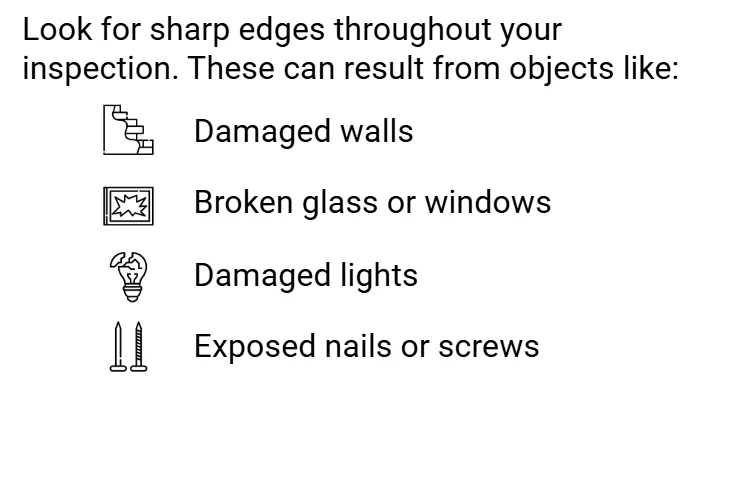 Look for sharp edges throughout your
inspection. These can result from objects like:
Damaged walls
Broken glass or windows
Damaged lights
Exposed nails or screws